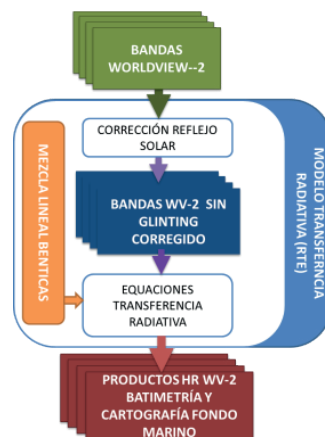 BANDAS
WORLDVIEW--2
CORRECCIÓN REFLEJO
SOLAR
MEZCLA LINEAL BENTICAS
BANDAS WV-2 SIN
GLINTING
CORREGIDO
MODELO TRANSFERNCIA
RADIATIVA (RTE)
EQUACIONES
TRANSFERENCIA
RADIATIVA
PRODUCTOS HR WV-2
BATIMETRÍA Y
CARTOGRAFÍA FONDO
MARINO